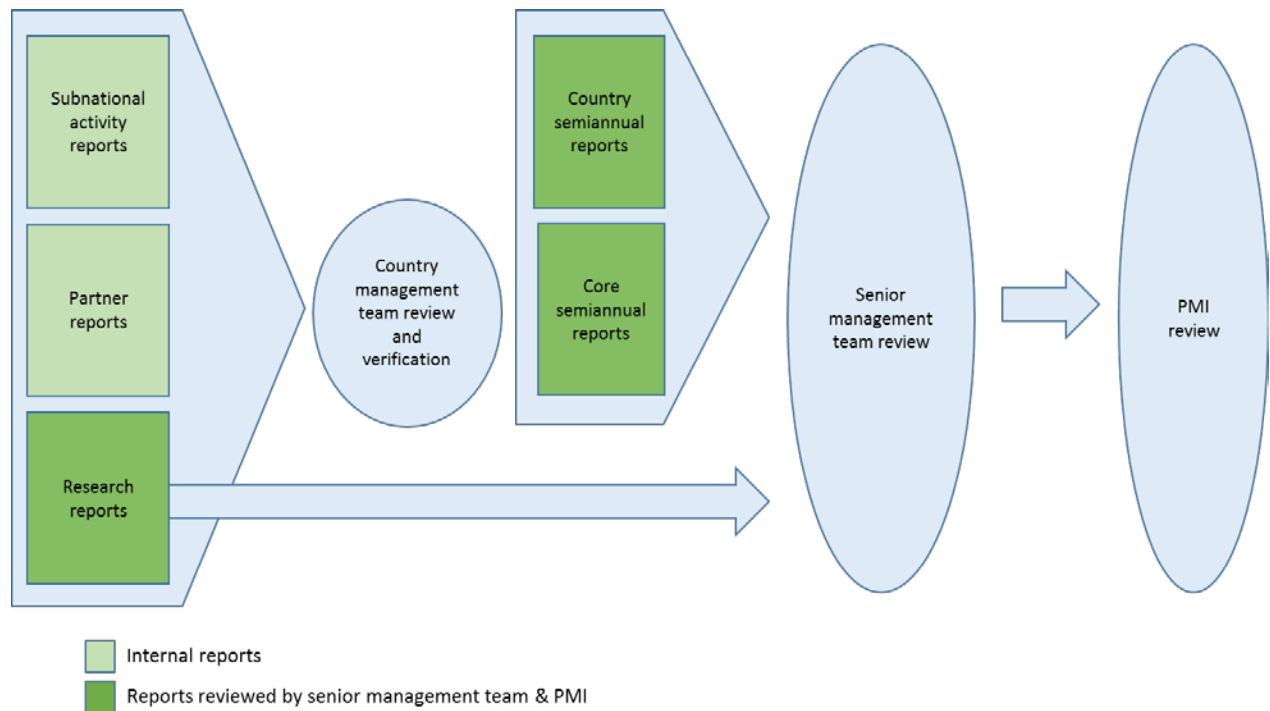 Subnational
activity
reports
Partner
reports
Research
reports
Country
management
team review
and
verification
Country
semiannual
reports
Core
semiannual
reports
Senior
management
team review
PMI
review
Internal reports
Reports reviewed by senior management team & PMI